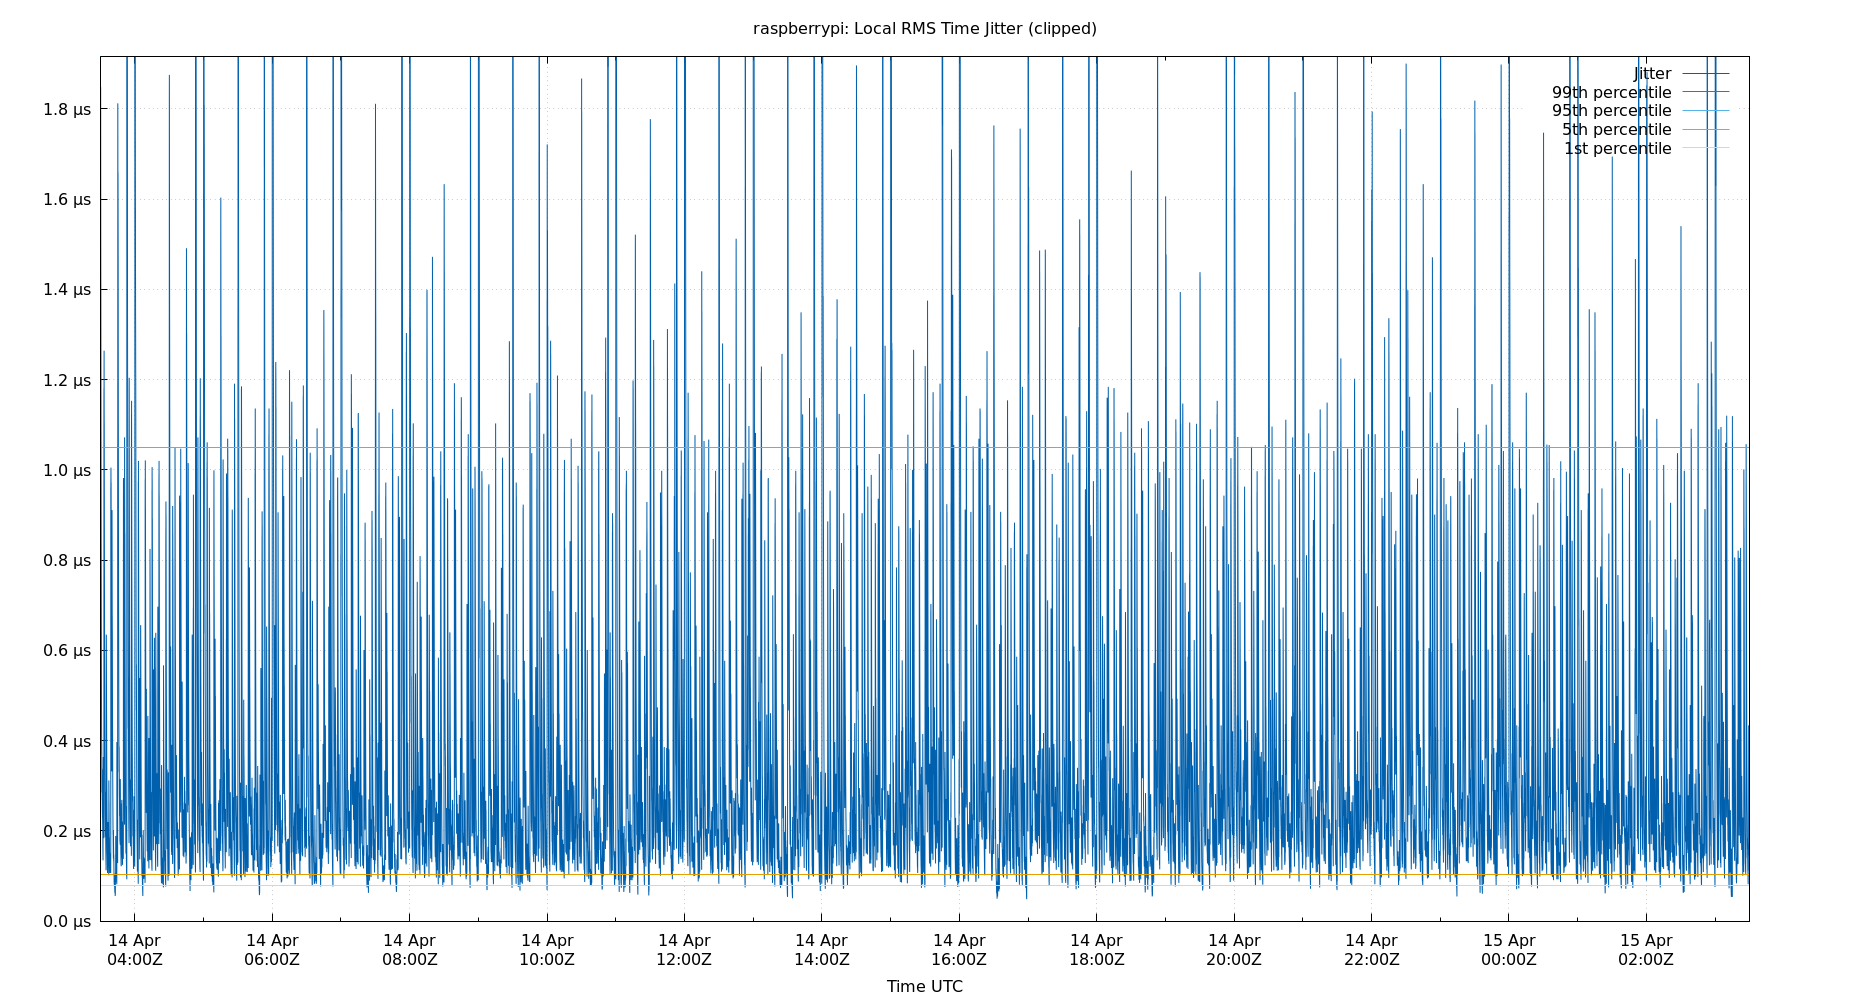 raspberrypi: Local RMS Time Jitter (clipped)
Jitter
99th percentile
95th percentile
5th percentile
1st percentile
1.8 µs
1.6 µs
1.4 µs
1.2 µs
1.0 µs
0.8 µs
0.6 µs
0.4 µs
0.2 µs
0.0 µs
14 Apr 14 Apr 14 Apr 14 Apr 14 Apr 14 Apr 14 Apr 14 Apr 14 Apr 14 Apr 15 Apr 15 Apr
04:00Z 06:00Z 08:00Z 10:00Z 12:00Z 14:00Z 16:00Z 18:00Z 20:00Z 22:00Z 00:00Z 02:00Z
Time UTC